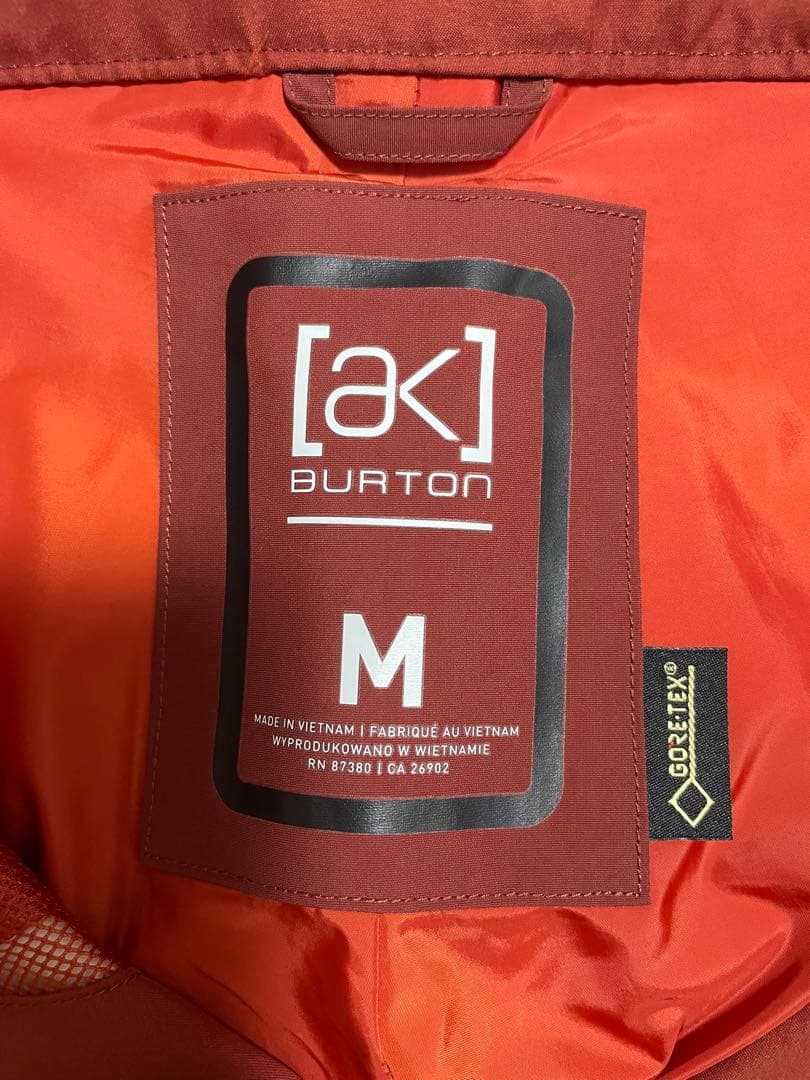 [ak]
BURTON
M
MADE IN VIETNAM | FABRIQUÉ AU VIETNAM
WYPRODUKOWANO W WIETNAMIE
RN 87380 | CA 26902
GORE-TEX®